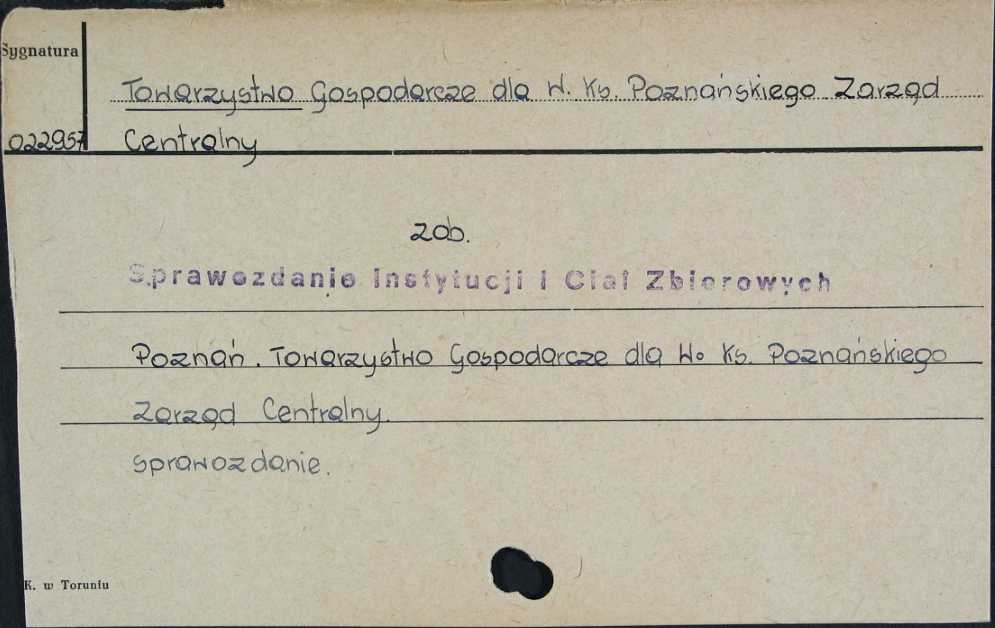 Sygnatura
Towarzystwo Gospodarcze dla W. Ks. Poznańskiego Zarząd
022957 Centralny
zob.
Sprawozdanie Instytucji i Ciał Zbiorowych
Poznań. Towarzystwo Gospodarcze dla W. Ks. Poznańskiego
Zarząd Centralny.
Sprawozdanie.
K. w Toruniu